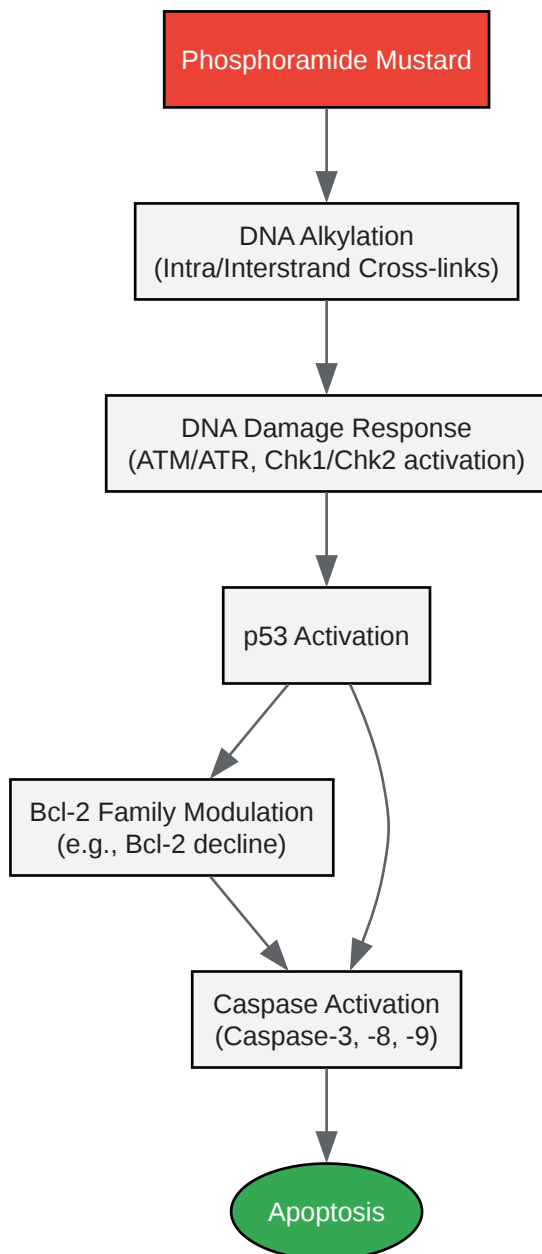 Phosphoramide Mustard
DNA Alkylation
(Intra/Interstrand Cross-links)
DNA Damage Response
(ATM/ATR, Chk1/Chk2 activation)
p53 Activation
Bcl-2 Family Modulation
(e.g., Bcl-2 decline)
Caspase Activation
(Caspase-3, -8, -9)
Apoptosis